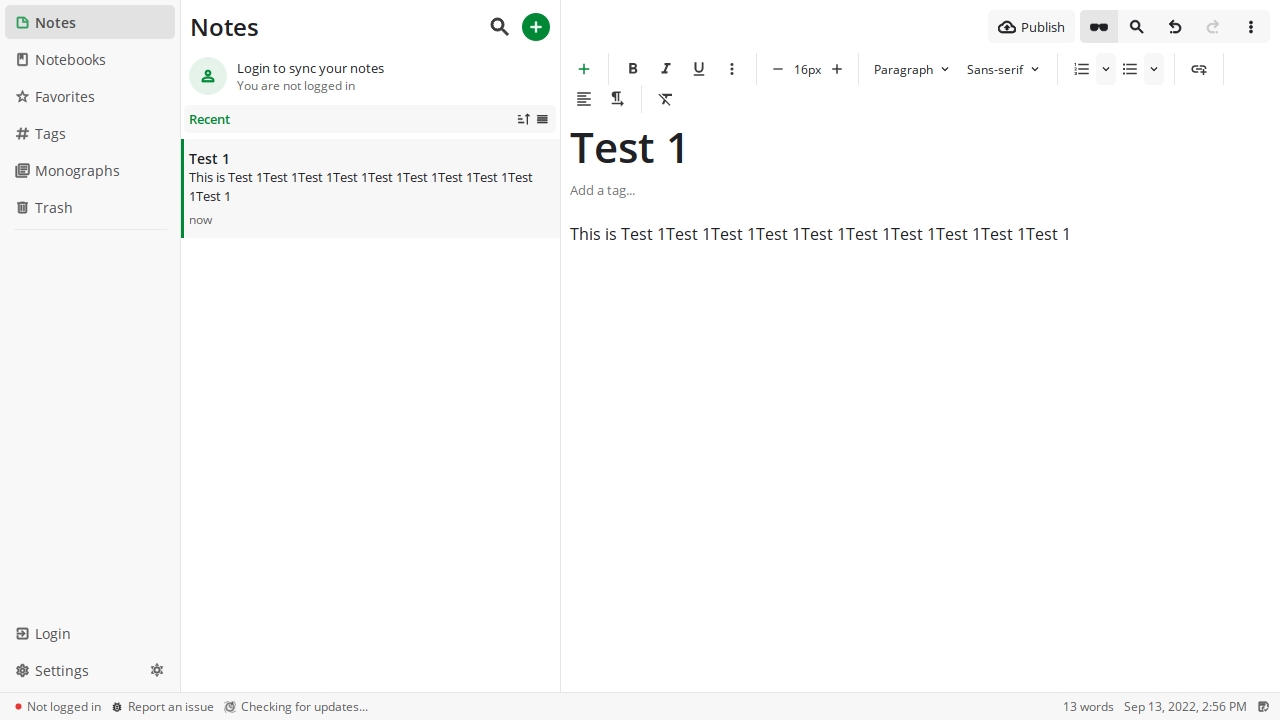 Notes
Notebooks
Favorites
Tags
Monographs
Trash
Login
Settings
Notes
Login to sync your notes
You are not logged in
Recent
Test 1
This is Test 1Test 1Test 1Test 1Test 1Test 1Test 1Test 1Test
1Test 1
now
Publish
B I U 16px Paragraph Sans-serif
Test 1
Add a tag...
This is Test 1Test 1Test 1Test 1Test 1Test 1Test 1Test 1Test 1Test 1
Not logged in Report an issue Checking for updates... 13 words Sep 13, 2022, 2:56 PM